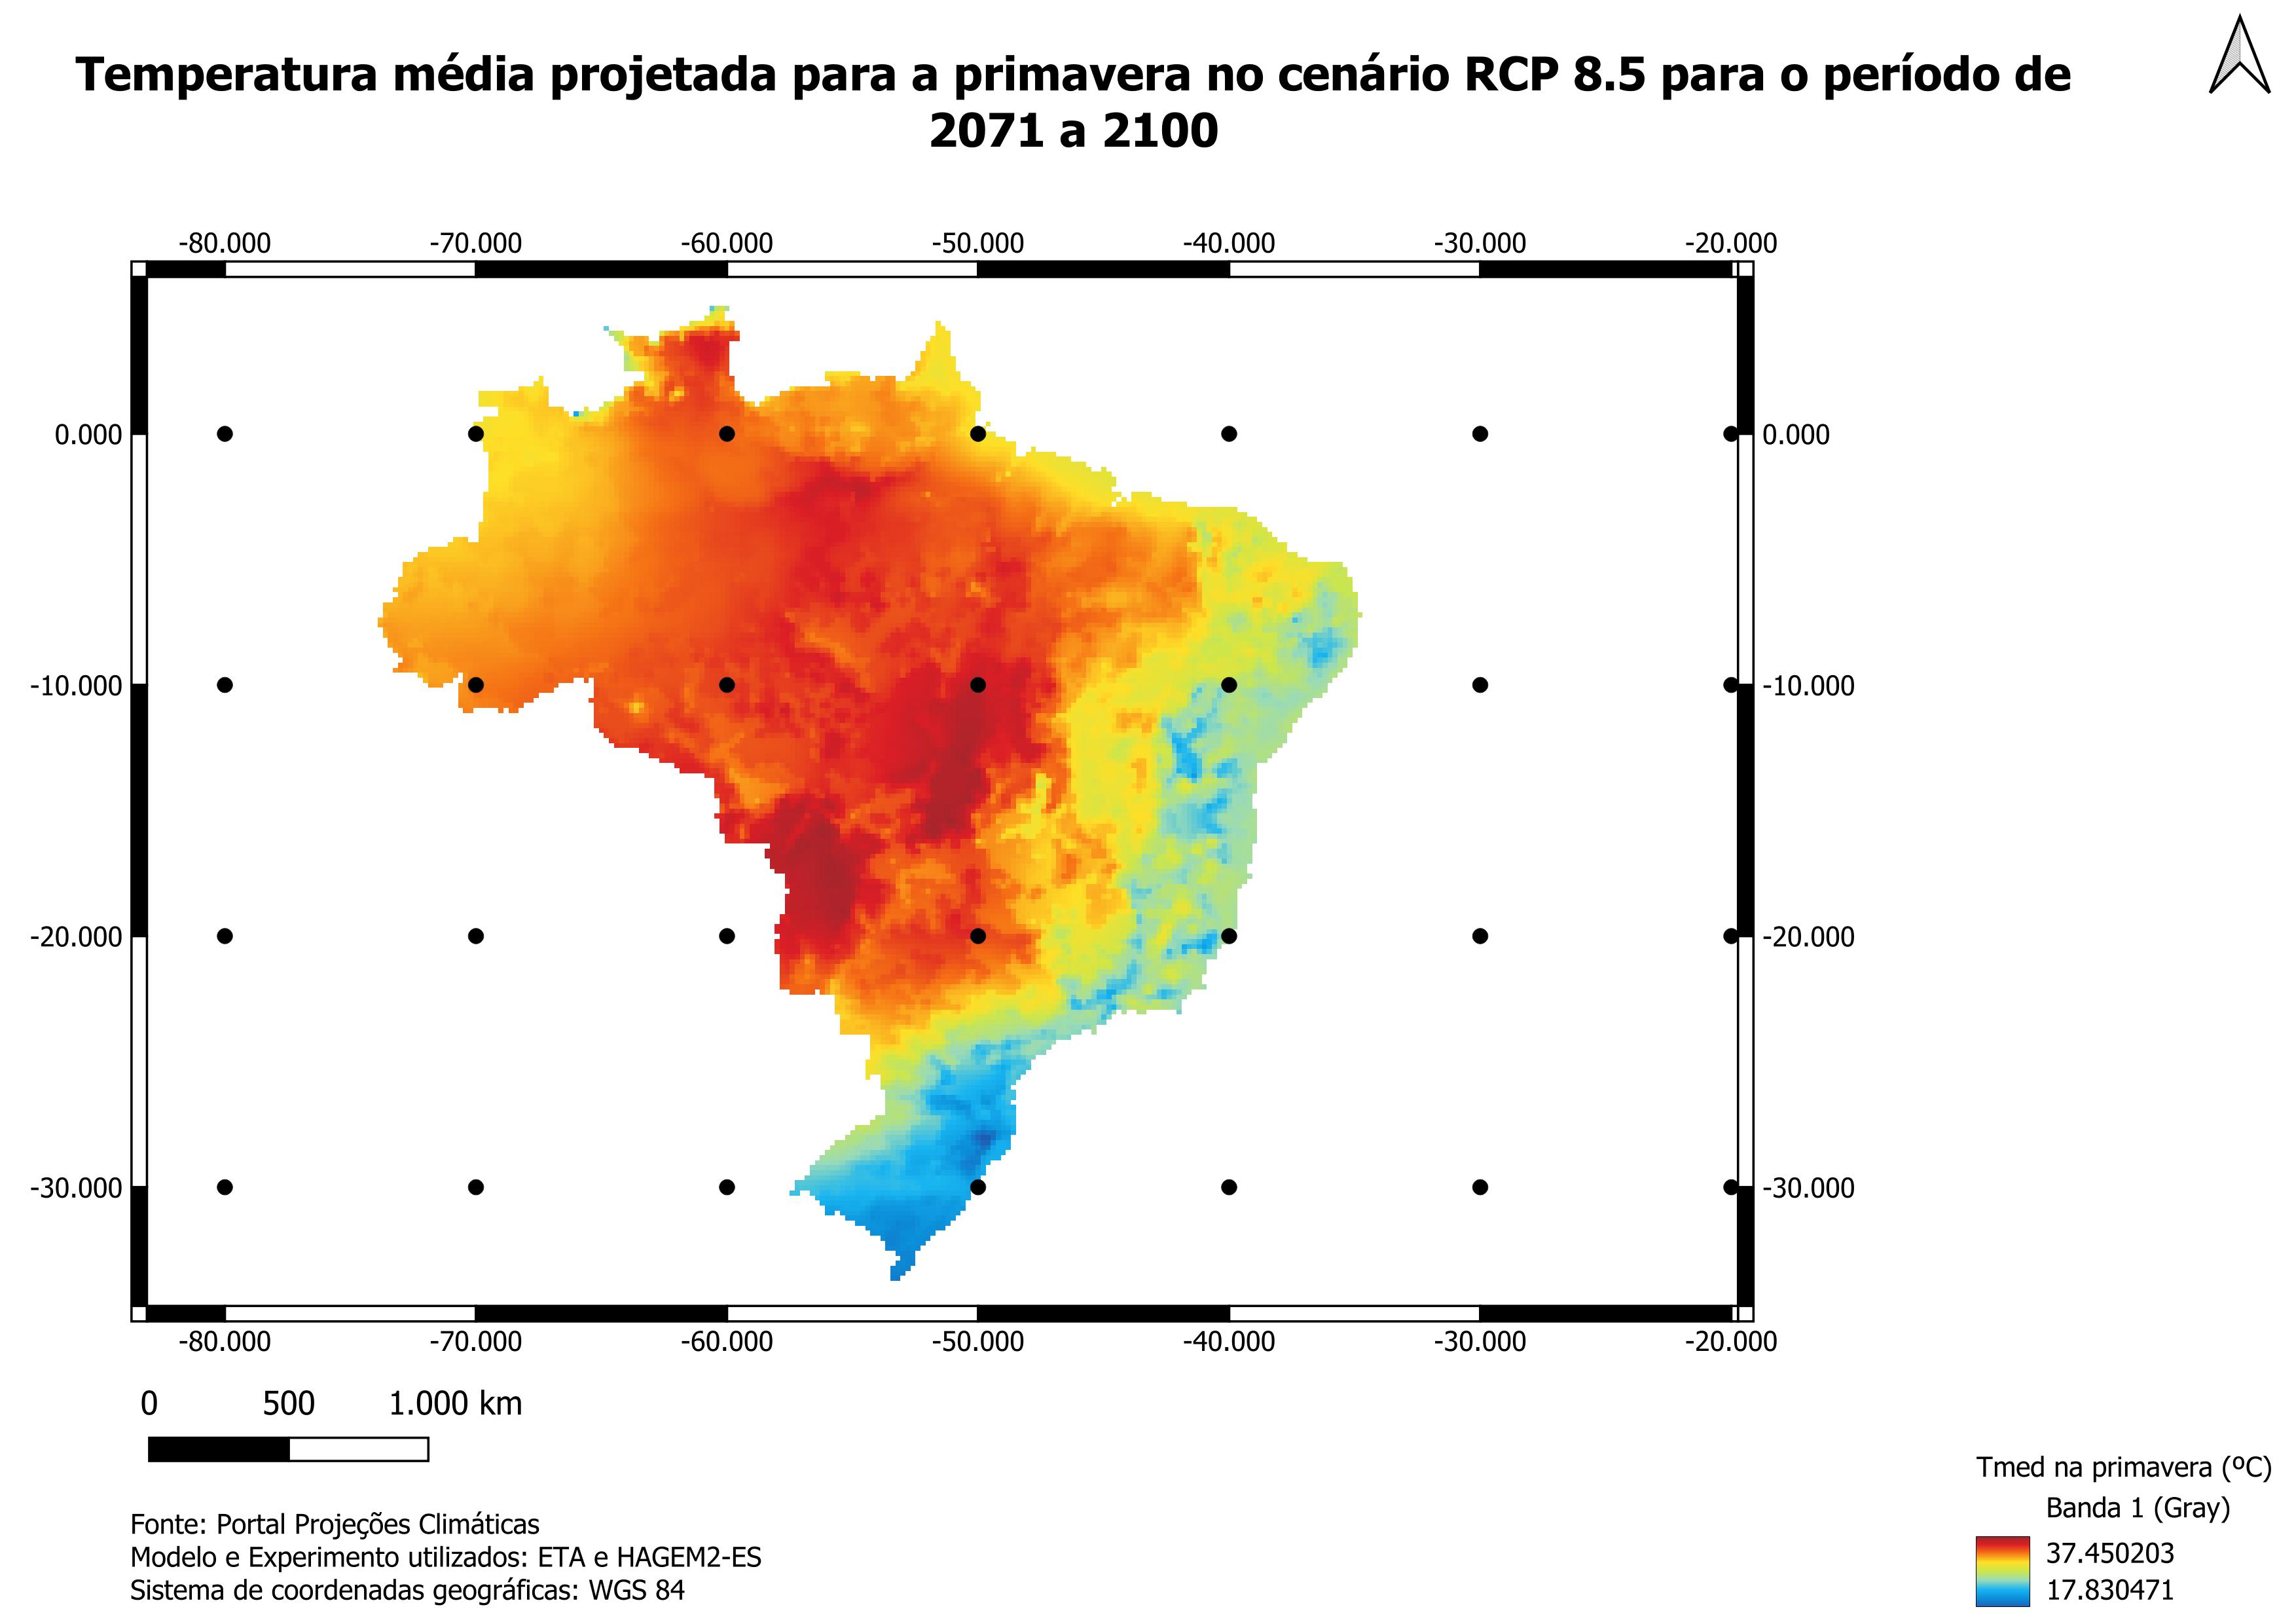 Temperatura média projetada para a primavera no cenário RCP 8.5 para o período de
2071 a 2100
-80.000 -70.000 -60.000 -50.000 -40.000 -30.000 -20.000
0.000 0.000
-10.000 -10.000
-20.000 -20.000
-30.000 -30.000
-80.000 -70.000 -60.000 -50.000 -40.000 -30.000 -20.000
0 500 1.000 km
Tmed na primavera (ºC)
Banda 1 (Gray)
37.450203
17.830471
Fonte: Portal Projeções Climáticas
Modelo e Experimento utilizados: ETA e HAGEM2-ES
Sistema de coordenadas geográficas: WGS 84